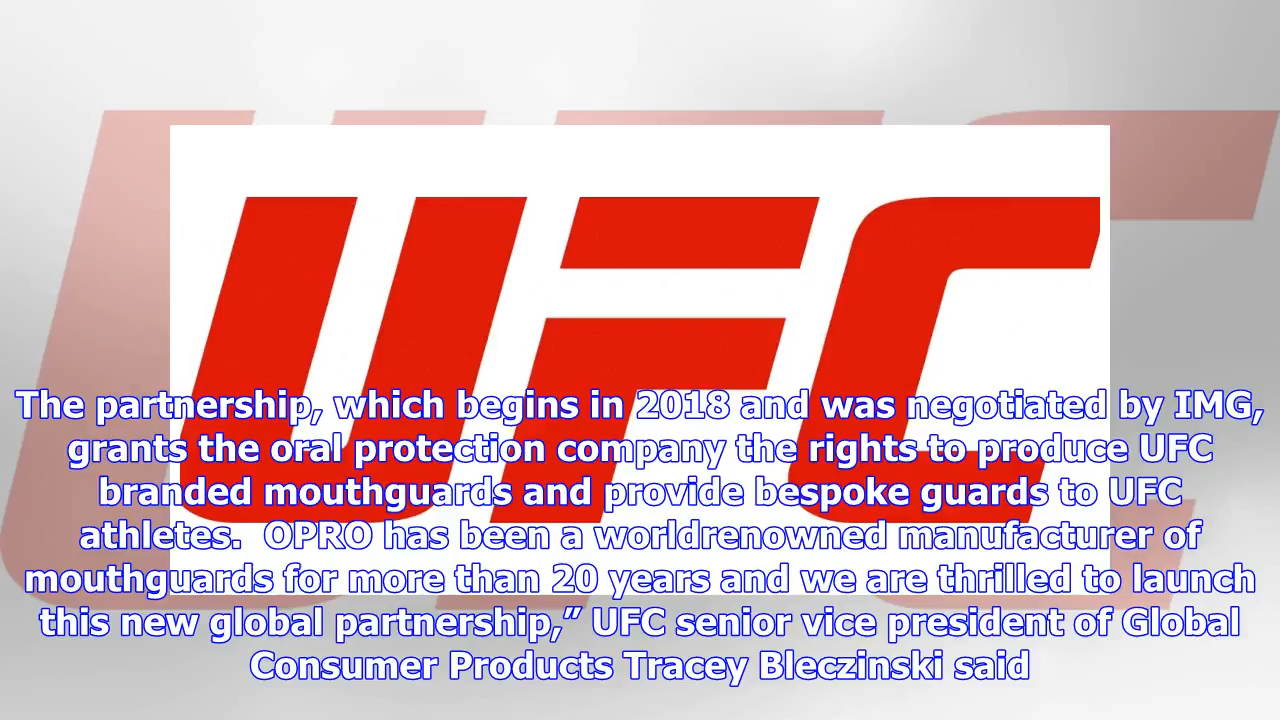 UFC
The partnership, which begins in 2018 and was negotiated by IMG,
grants the oral protection company the rights to produce UFC
branded mouthguards and provide bespoke guards to UFC
athletes.  OPRO has been a worldrenowned manufacturer of
mouthguards for more than 20 years and we are thrilled to launch
this new global partnership,” UFC senior vice president of Global
Consumer Products Tracey Bleczinski said